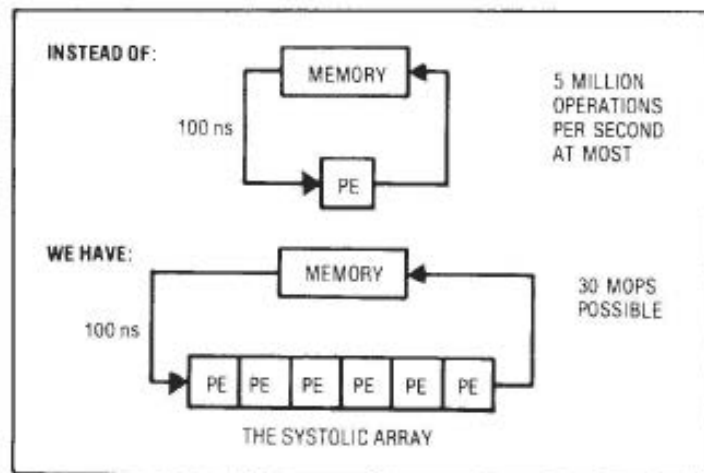 INSTEAD OF:
MEMORY
5 MILLION
OPERATIONS
PER SECOND
AT MOST
100 ns
PE
WE HAVE:
MEMORY
30 MOPS
POSSIBLE
100 ns
PE PE PE PE PE PE
THE SYSTOLIC ARRAY